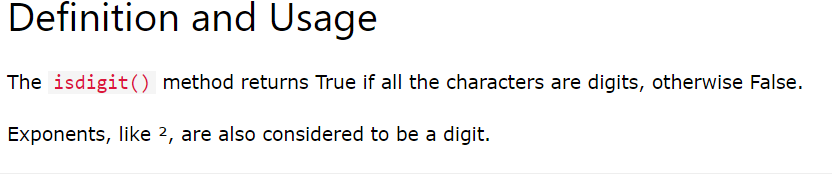 Definition and Usage
The isdigit() method returns True if all the characters are digits, otherwise False.
Exponents, like ², are also considered to be a digit.